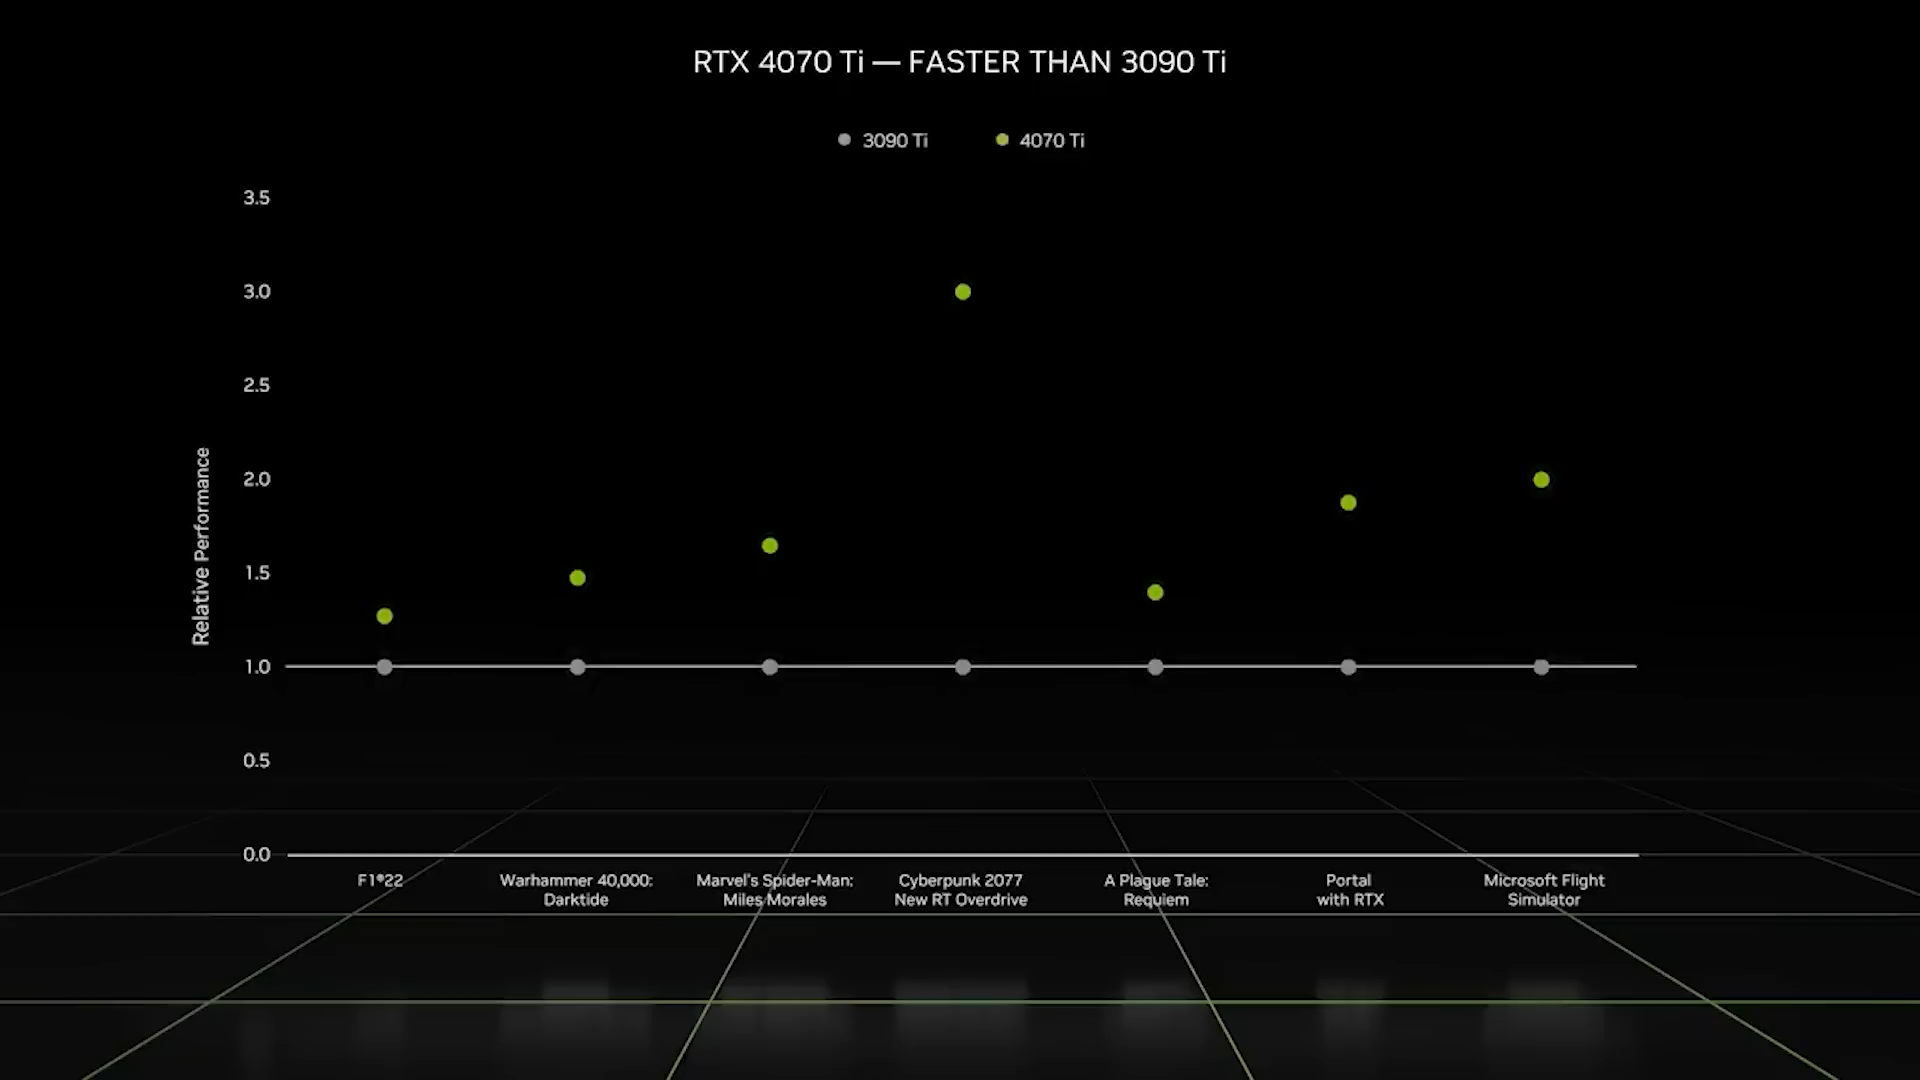 RTX 4070 Ti — FASTER THAN 3090 Ti
3090 Ti
4070 Ti
3.5
3.0
2.5
2.0
1.5
1.0
0.5
0.0
Relative Performance
F1®22
Warhammer 40,000:
Darktide
Marvel's Spider-Man:
Miles Morales
Cyberpunk 2077
New RT Overdrive
A Plague Tale:
Requiem
Portal
with RTX
Microsoft Flight
Simulator